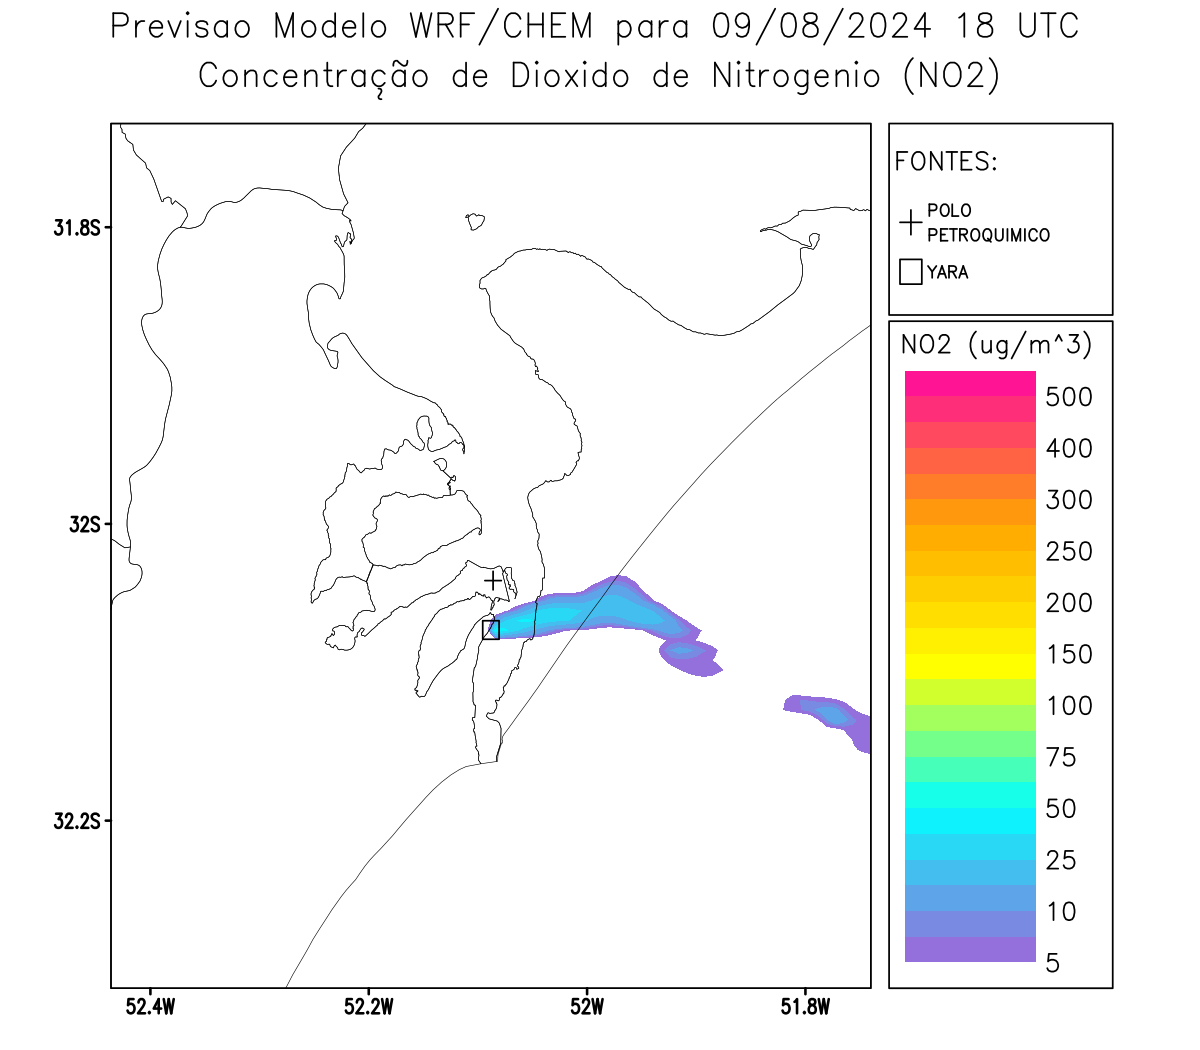 Previsao Modelo WRF/CHEM para 09/08/2024 18 UTC
Concentração de Dioxido de Nitrogenio (NO2)
FONTES:
POLO
PETROQUIMICO
YARA
NO2 (ug/m^3)
500
400
300
250
200
150
100
75
50
25
10
5
31.8S
32S
32.2S
52.4W
52.2W
52W
51.8W